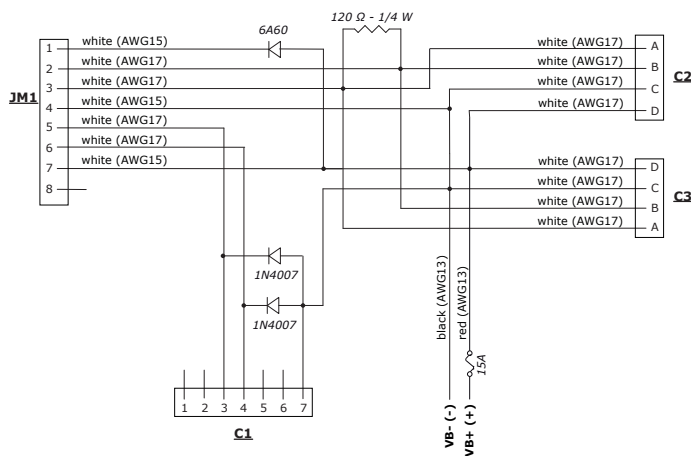 120 Ω - 1/4 W
6A60
JM1
1 white (AWG15)
2 white (AWG17)
3 white (AWG17)
4 white (AWG15)
5 white (AWG17)
6 white (AWG17)
7 white (AWG15)
8
white (AWG17) A
white (AWG17) B
white (AWG17) C
white (AWG17) D
C2
white (AWG17) D
white (AWG17) C
white (AWG17) B
white (AWG17) A
C3
1N4007
1N4007
black (AWG13)
red (AWG13)
15A
VB- (-)
VB+ (+)
1 2 3 4 5 6 7
C1